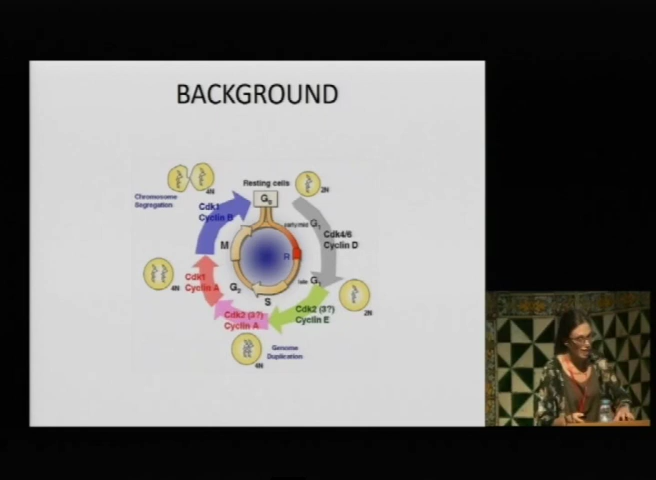 BACKGROUND
Resting cells
G0
2N
4N
Chromosome
Segregation
Cdk1
Cyclin B
early/mid G1
Cdk4/6
Cyclin D
M
R
4N
Cdk1
Cyclin A
G2
late G1
2N
S
Cdk2 (3?)
Cyclin A
Cdk2 (3?)
Cyclin E
4N
Genome
Duplication